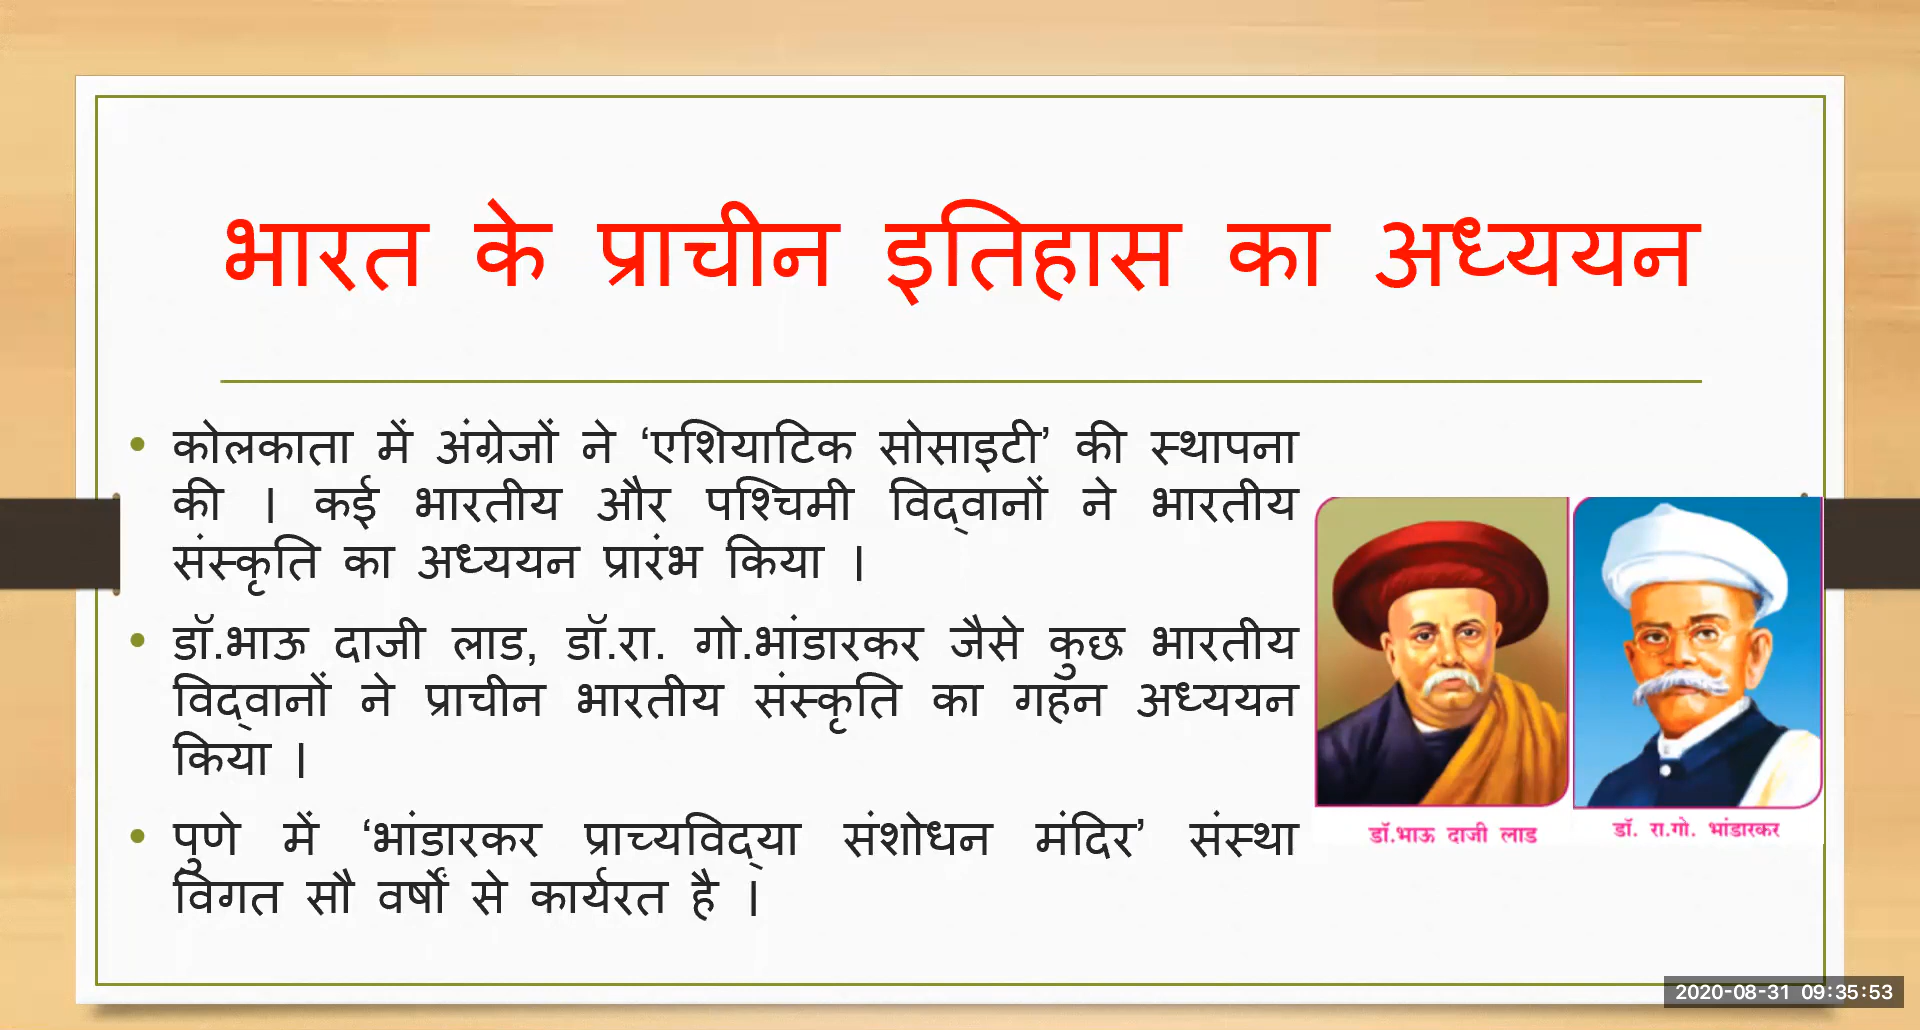 भारत के प्राचीन इतिहास का अध्ययन
• कोलकाता में अंग्रेजों ने ‘एशियाटिक सोसाइटी’ की स्थापना
की । कई भारतीय और पश्चिमी विद्‌वानों ने भारतीय
संस्कृति का अध्ययन प्रारंभ किया ।
• डॉ.भाऊ दाजी लाड, डॉ.रा. गो.भांडारकर जैसे कुछ भारतीय
विद्‌वानों ने प्राचीन भारतीय संस्कृति का गहन अध्ययन
किया ।
• पुणे में ‘भांडारकर प्राच्यविद्‌या संशोधन मंदिर’ संस्था
विगत सौ वर्षों से कार्यरत है ।
डॉ.भाऊ दाजी लाड
डॉ. रा.गो. भांडारकर
2020-08-31 09:35:53